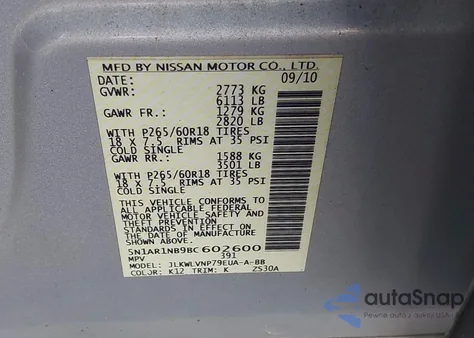 MFD BY NISSAN MOTOR CO., LTD.
DATE: 09/10
GVWR: 2773 KG
6113 LB
GAWR FR.: 1279 KG
2820 LB
WITH P265/60R18 TIRES
18 X 7.5 RIMS AT 35 PSI
COLD SINGLE
GAWR RR.: 1588 KG
3501 LB
WITH P265/60R18 TIRES
18 X 7.5 RIMS AT 35 PSI
COLD SINGLE
THIS VEHICLE CONFORMS TO
ALL APPLICABLE FEDERAL
MOTOR VEHICLE SAFETY AND
THEFT PREVENTION
STANDARDS IN EFFECT ON
THE DATE OF MANUFACTURE
SHOWN ABOVE.
5N1AR1NB9BC602600
MPV 391
MODEL: JLKWLVNP79EUA-A-BB
COLOR: K12 TRIM: K ZS30A
autoSnap
Pewne auto z USA